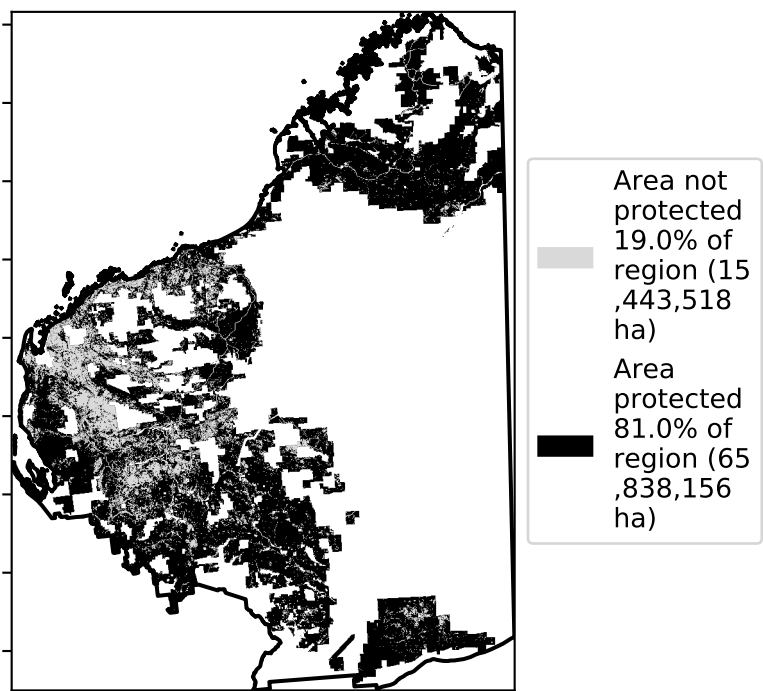 Area not
protected
19.0% of
region (15
,443,518
ha)
Area
protected
81.0% of
region (65
,838,156
ha)